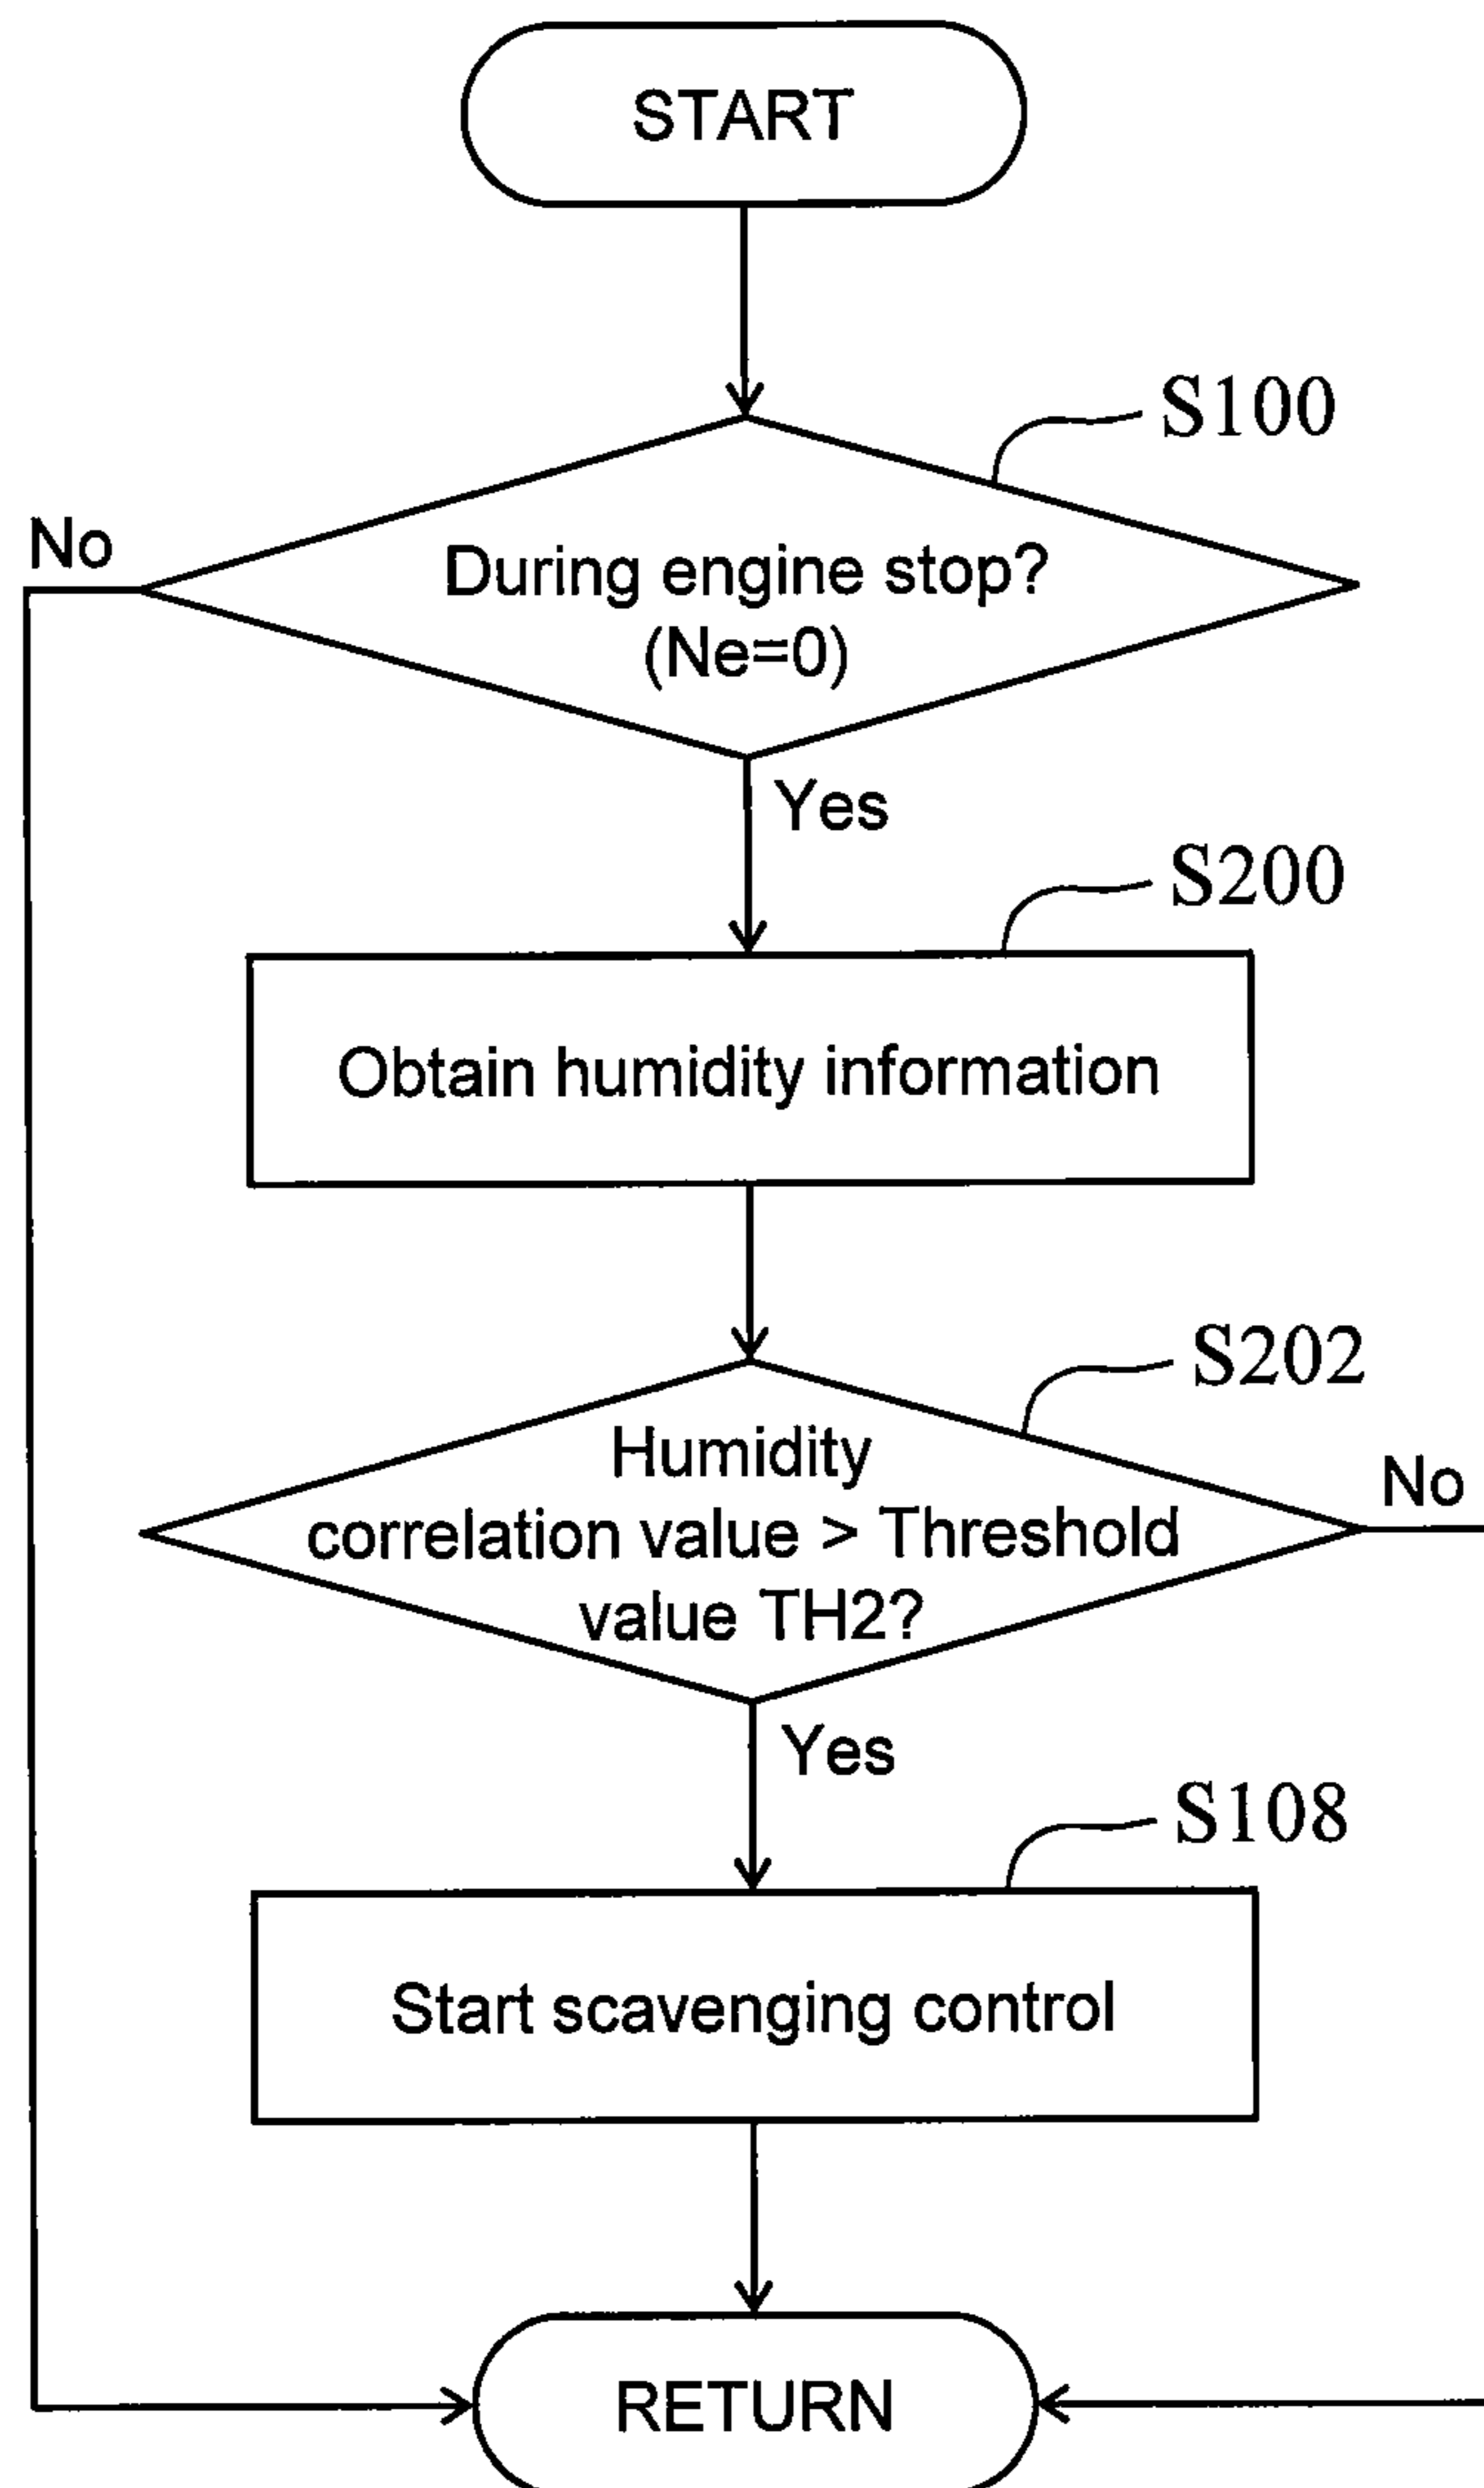 START
S100
No
During engine stop?
(Ne=0)
Yes
S200
Obtain humidity information
S202
Humidity
correlation value > Threshold
value TH2?
No
Yes
S108
Start scavenging control
RETURN